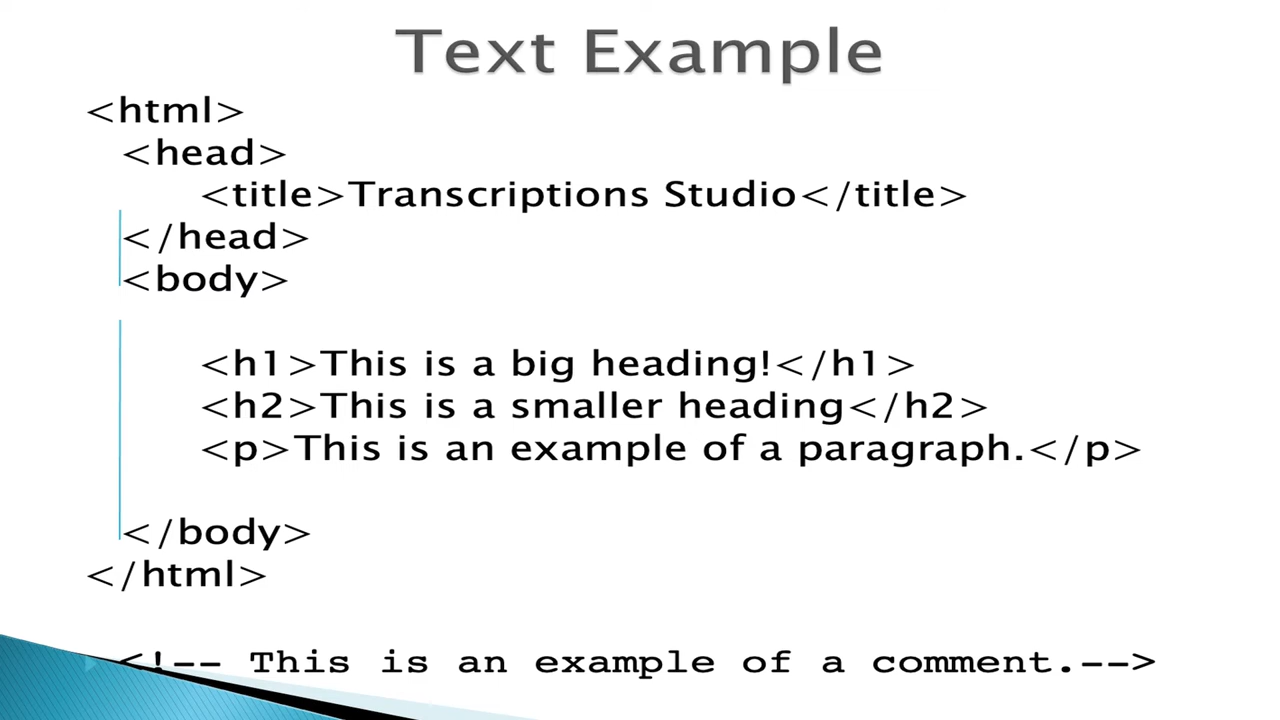 Text Example
<html>
<head>
<title>Transcriptions Studio</title>
</head>
<body>
<h1>This is a big heading!</h1>
<h2>This is a smaller heading</h2>
<p>This is an example of a paragraph.</p>
</body>
</html>
<!-- This is an example of a comment.-->